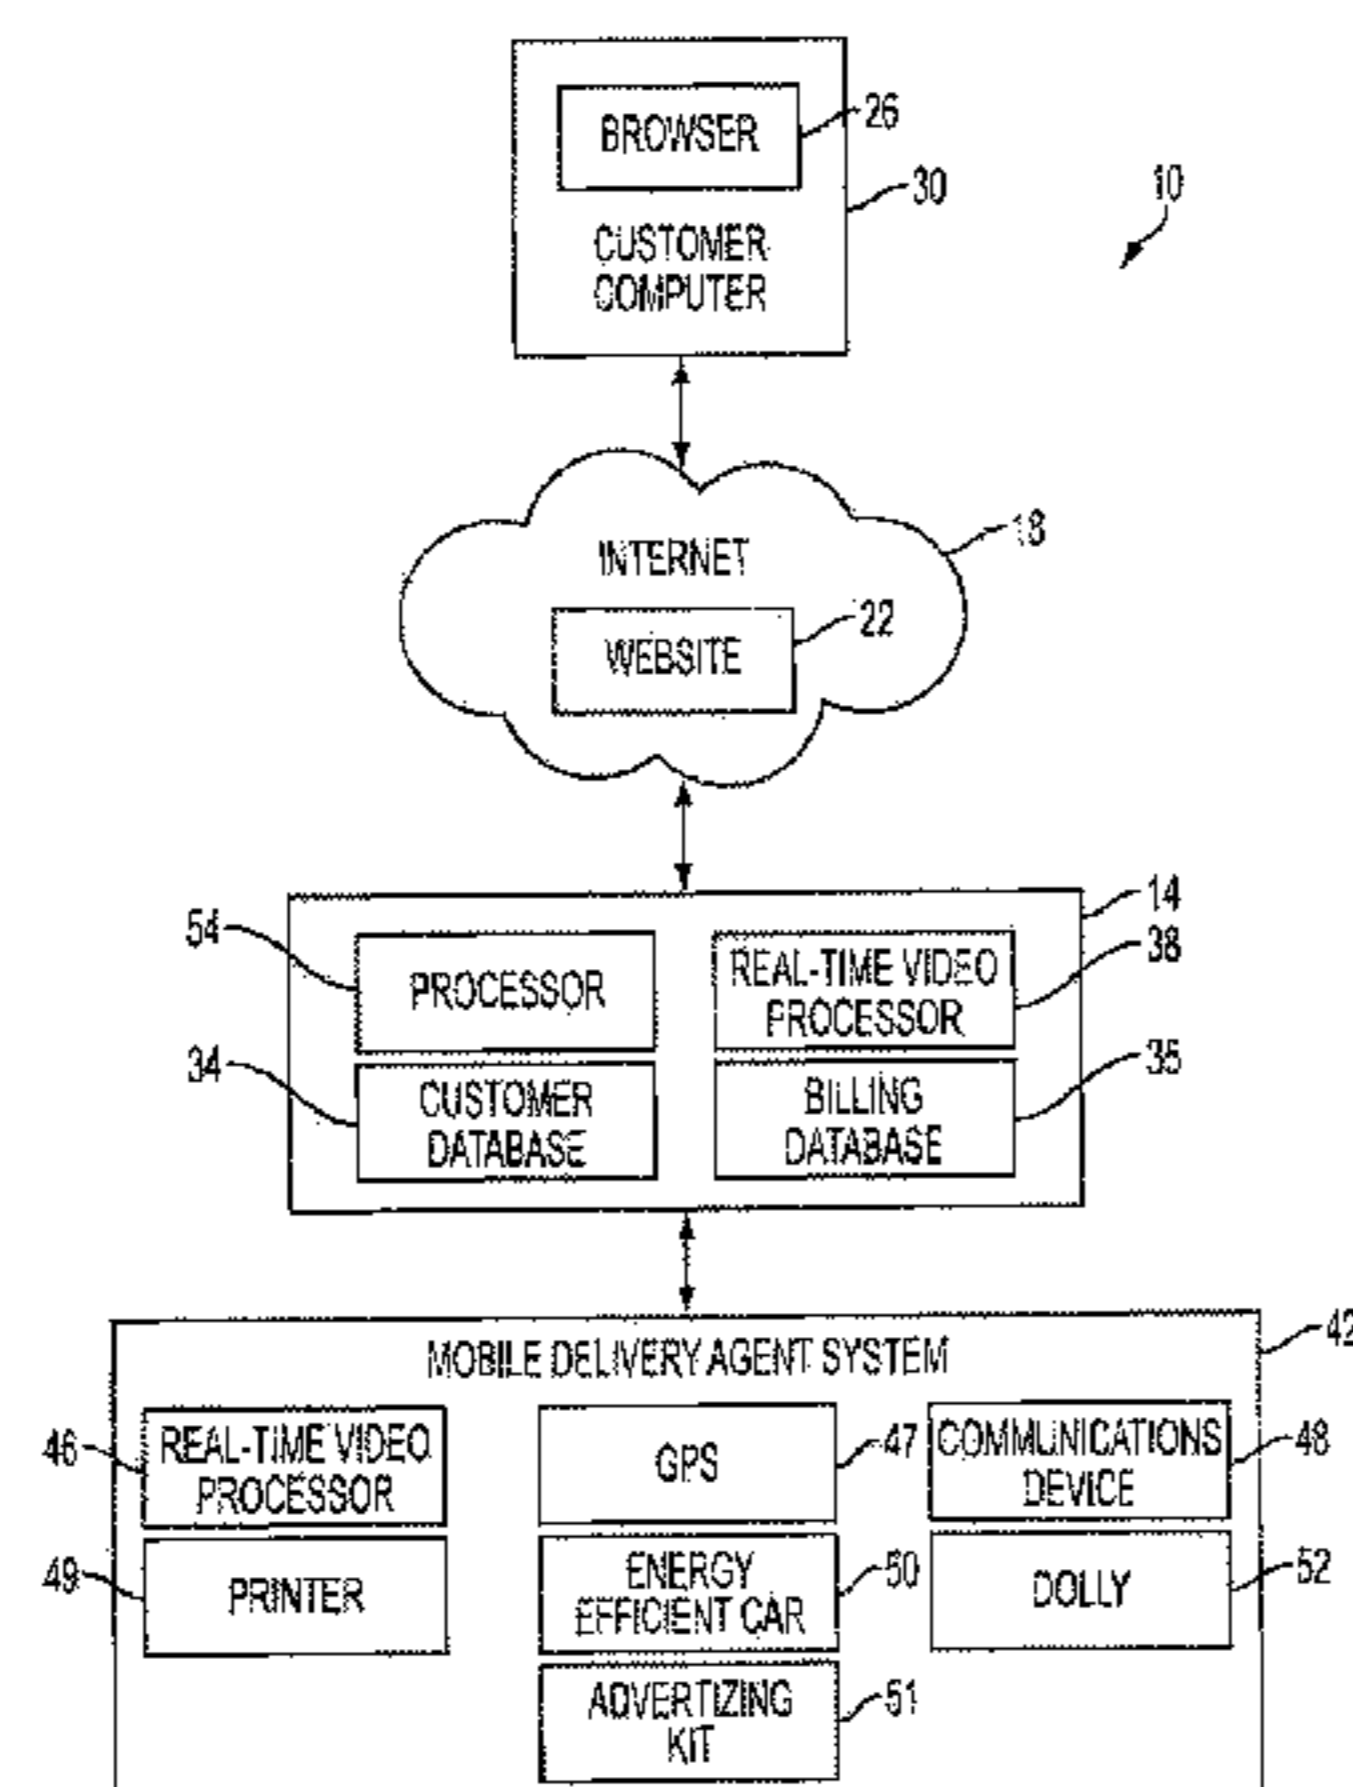 BROWSER
26
30
CUSTOMER
COMPUTER
10
INTERNET
18
WEBSITE
22
14
54
PROCESSOR
REAL-TIME VIDEO
PROCESSOR
38
34
CUSTOMER
DATABASE
BILLING
DATABASE
35
MOBILE DELIVERY AGENT SYSTEM
42
46
REAL-TIME VIDEO
PROCESSOR
GPS
47
COMMUNICATIONS
DEVICE
48
49
PRINTER
ENERGY
EFFICIENT CAR
50
DOLLY
52
ADVERTIZING
KIT
51